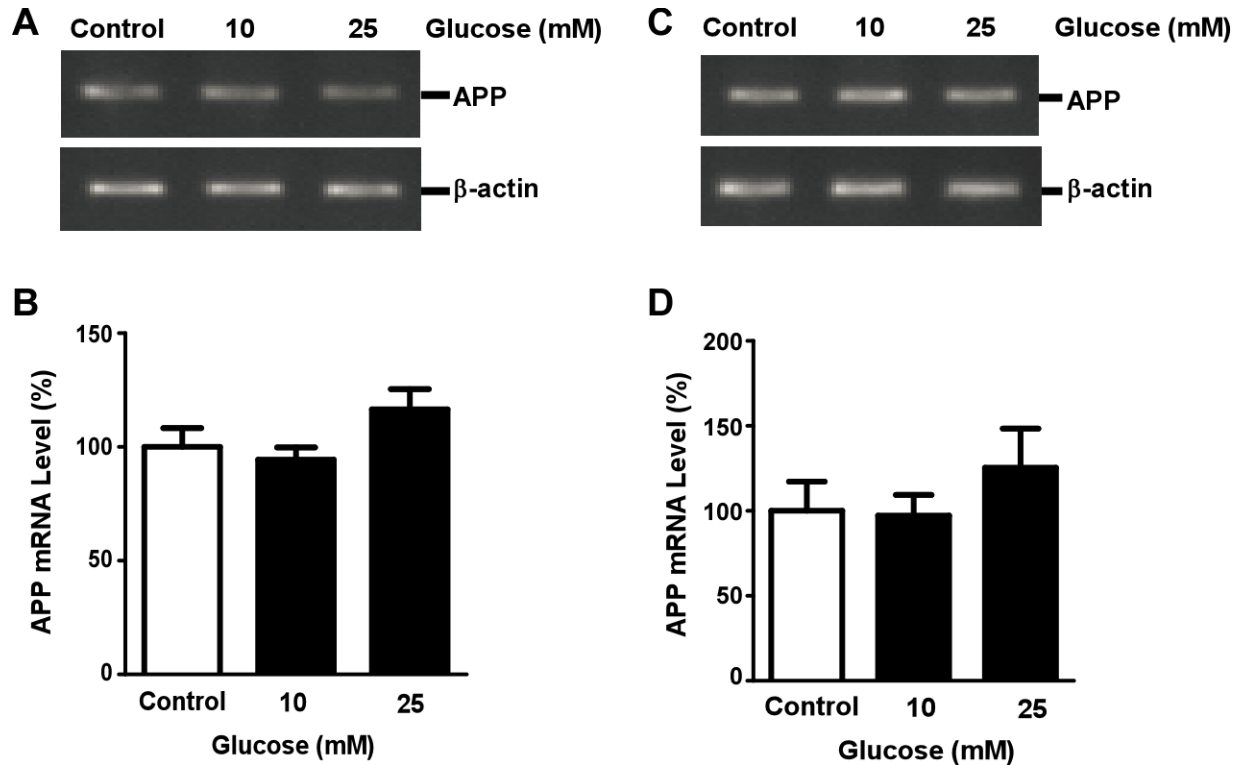 A
Control 10 25 Glucose (mM)
APP
β-actin
C
Control 10 25 Glucose (mM)
APP
β-actin
B
APP mRNA Level (%)
150
100
50
0
Control 10 25
Glucose (mM)
D
APP mRNA Level (%)
200
150
100
50
0
Control 10 25
Glucose (mM)